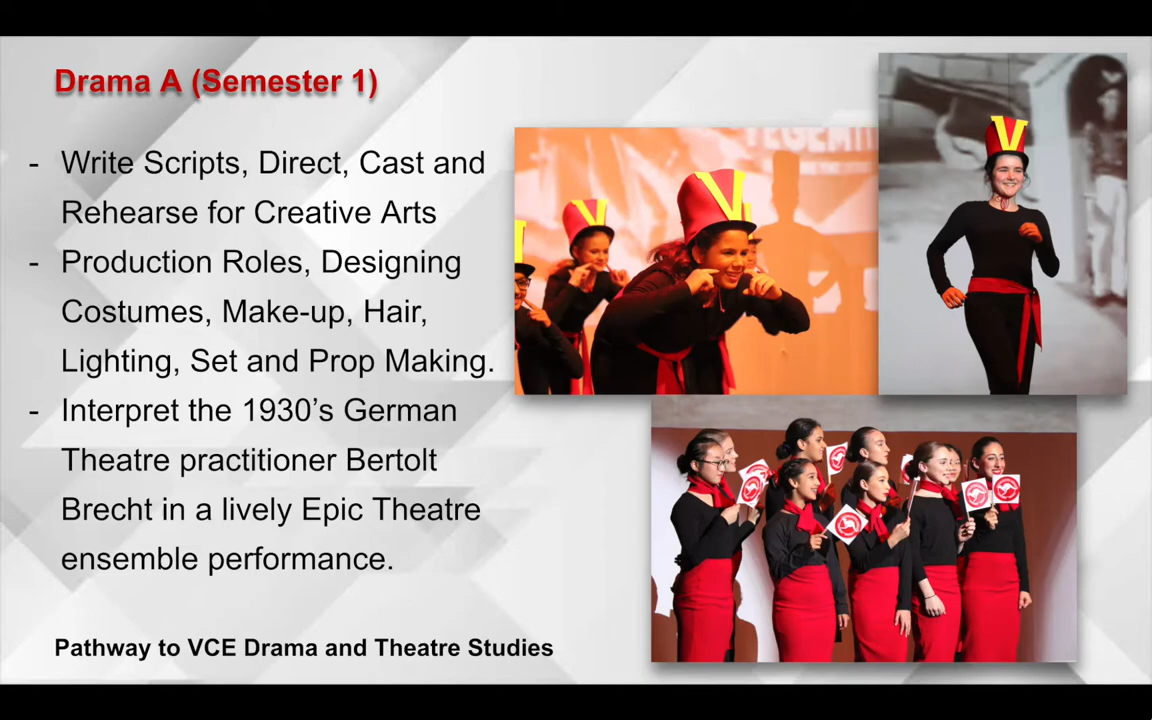 Drama A (Semester 1)
- Write Scripts, Direct, Cast and
Rehearse for Creative Arts
- Production Roles, Designing
Costumes, Make-up, Hair,
Lighting, Set and Prop Making.
- Interpret the 1930’s German
Theatre practitioner Bertolt
Brecht in a lively Epic Theatre
ensemble performance.
Pathway to VCE Drama and Theatre Studies
V
V
V